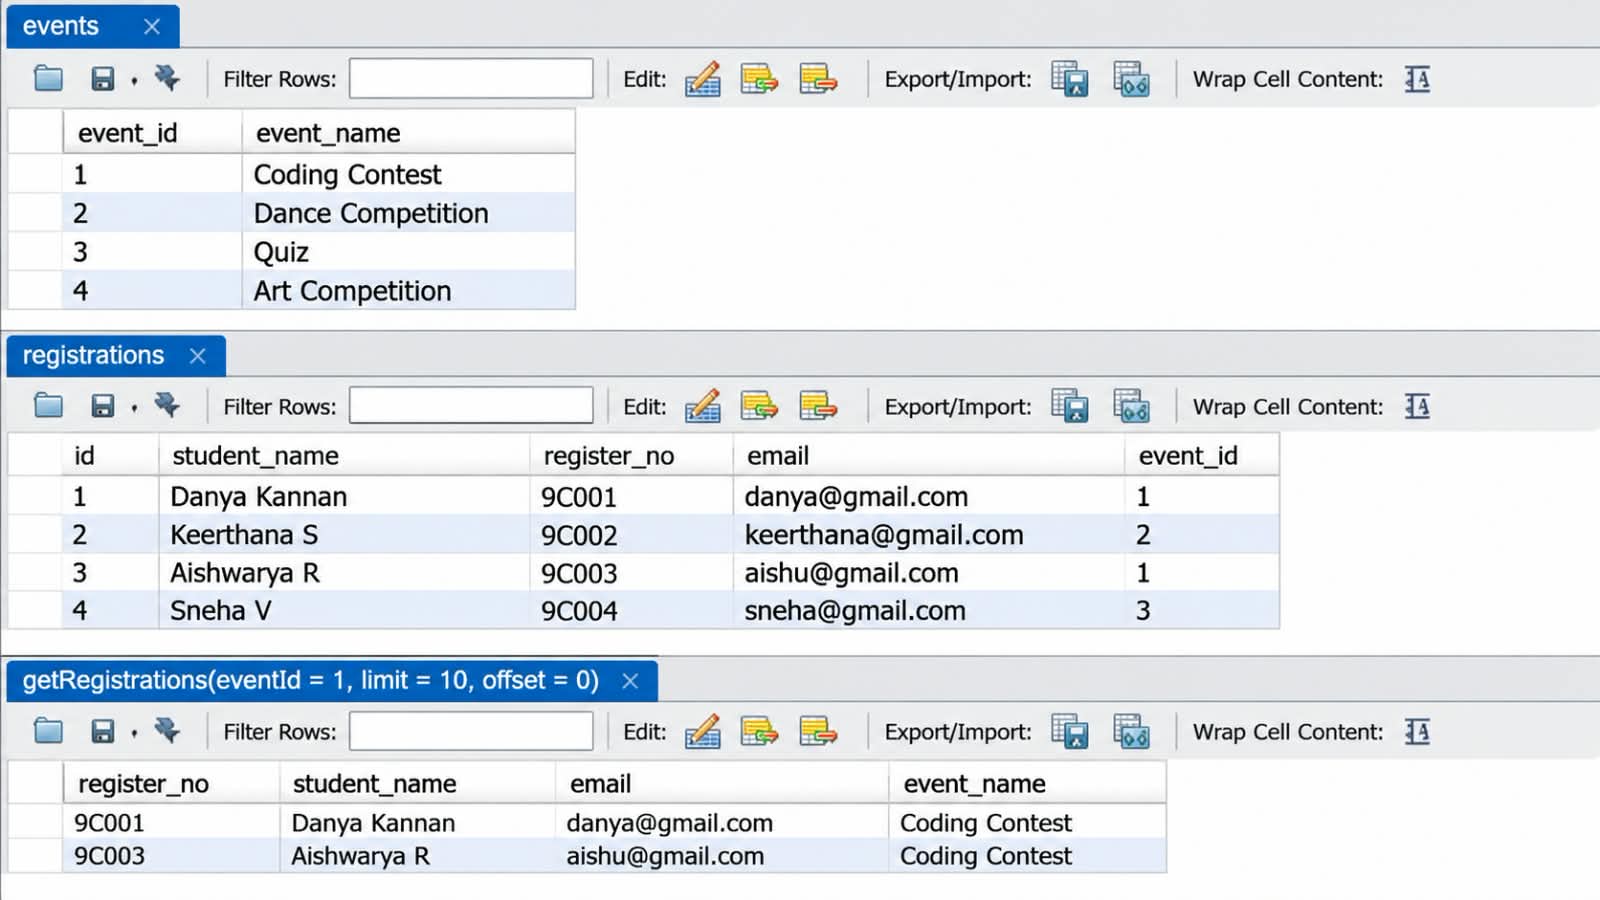 events
Filter Rows: Edit: Export/Import: Wrap Cell Content:
event_id event_name
1 Coding Contest
2 Dance Competition
3 Quiz
4 Art Competition
registrations
Filter Rows: Edit: Export/Import: Wrap Cell Content:
id student_name register_no email event_id
1 Danya Kannan 9C001 danya@gmail.com 1
2 Keerthana S 9C002 keerthana@gmail.com 2
3 Aishwarya R 9C003 aishu@gmail.com 1
4 Sneha V 9C004 sneha@gmail.com 3
getRegistrations(eventId = 1, limit = 10, offset = 0)
Filter Rows: Edit: Export/Import: Wrap Cell Content:
register_no student_name email event_name
9C001 Danya Kannan danya@gmail.com Coding Contest
9C003 Aishwarya R aishu@gmail.com Coding Contest